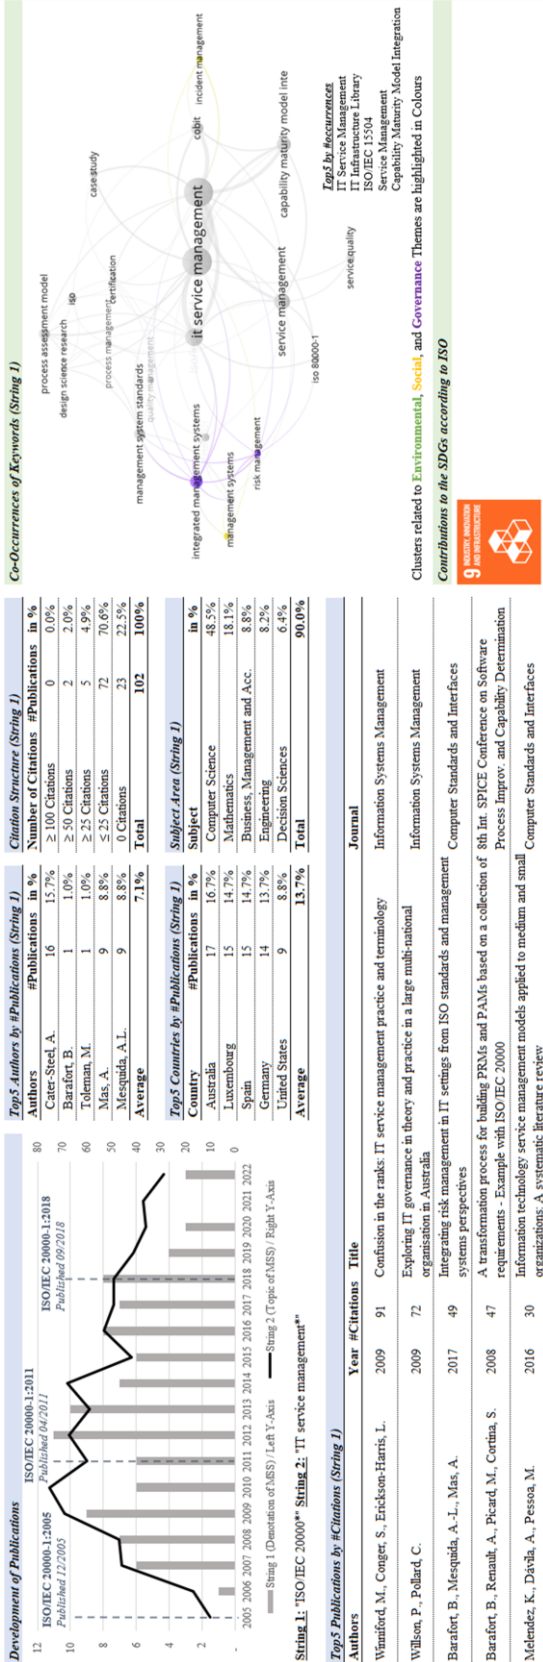 Development of Publications
ISO/IEC 20000-1:2005
Published 12/2005
ISO/IEC 20000-1:2011
Published 04/2011
ISO/IEC 20000-1:2018
Published 09/2018
12
10
8
6
4
2
-
80
70
60
50
40
30
20
10
0
2005 2006 2007 2008 2009 2010 2011 2012 2013 2014 2015 2016 2017 2018 2019 2020 2021 2022
String 1 (Denotation of MSS) / Left Y-Axis
String 2 (Topic of MSS) / Right Y-Axis
String 1: "ISO/IEC 20000*" String 2: "IT service management*"
Top5 Authors by #Publications (String 1)
Authors #Publications in %
Cater-Steel, A. 16 15.7%
Barafort, B. 1 1.0%
Toleman, M. 1 1.0%
Mas, A. 9 8.8%
Mesquida, A.L. 9 8.8%
Average 7.1%
Top5 Countries by #Publications (String 1)
Country #Publications in %
Australia 17 16.7%
Luxembourg 15 14.7%
Spain 15 14.7%
Germany 14 13.7%
United States 9 8.8%
Average 13.7%
Citation Structure (String 1)
Number of Citations #Publications in %
≥ 100 Citations 0 0.0%
≥ 50 Citations 2 2.0%
≥ 25 Citations 5 4.9%
≤ 25 Citations 72 70.6%
0 Citations 23 22.5%
Total 102 100%
Subject Area (String 1)
Subject in %
Computer Science 48.5%
Mathematics 18.1%
Business, Management and Acc. 8.8%
Engineering 8.2%
Decision Sciences 6.4%
Total 90.0%
Top5 Publications by #Citations (String 1)
Authors Year #Citations Title Journal
Winniford, M., Conger, S., Erickson-Harris, L. 2009 91 Confusion in the ranks: IT service management practice and terminology Information Systems Management
Willson, P., Pollard, C. 2009 72 Exploring IT governance in theory and practice in a large multi-national Information Systems Management
organisation in Australia
Barafort, B., Mesquida, A.-L., Mas, A. 2017 49 Integrating risk management in IT settings from ISO standards and management Computer Standards and Interfaces
systems perspectives
Barafort, B., Renault, A., Picard, M., Cortina, S. 2008 47 A transformation process for building PRMs and PAMs based on a collection of 8th Int. SPICE Conference on Software
requirements - Example with ISO/IEC 20000 Process Improv. and Capability Determination
Melendez, K., Dávila, A., Pessoa, M. 2016 30 Information technology service management models applied to medium and small Computer Standards and Interfaces
organizations: A systematic literature review
Co-Occurrences of Keywords (String 1)
process assessment model
design science research
iso
case study
process management
certification
management system standards
quality management
integrated management systems
it service management
cobit
incident management
management systems
risk management
service management
capability maturity model inte
iso 80000-1
service quality
Top5 by #occurrences
IT Service Management
IT Infrastructure Library
ISO/IEC 15504
Service Management
Capability Maturity Model Integration
Clusters related to Environmental, Social, and Governance Themes are highlighted in Colours
Contributions to the SDGs according to ISO
9 INDUSTRY, INNOVATION
AND INFRASTRUCTURE